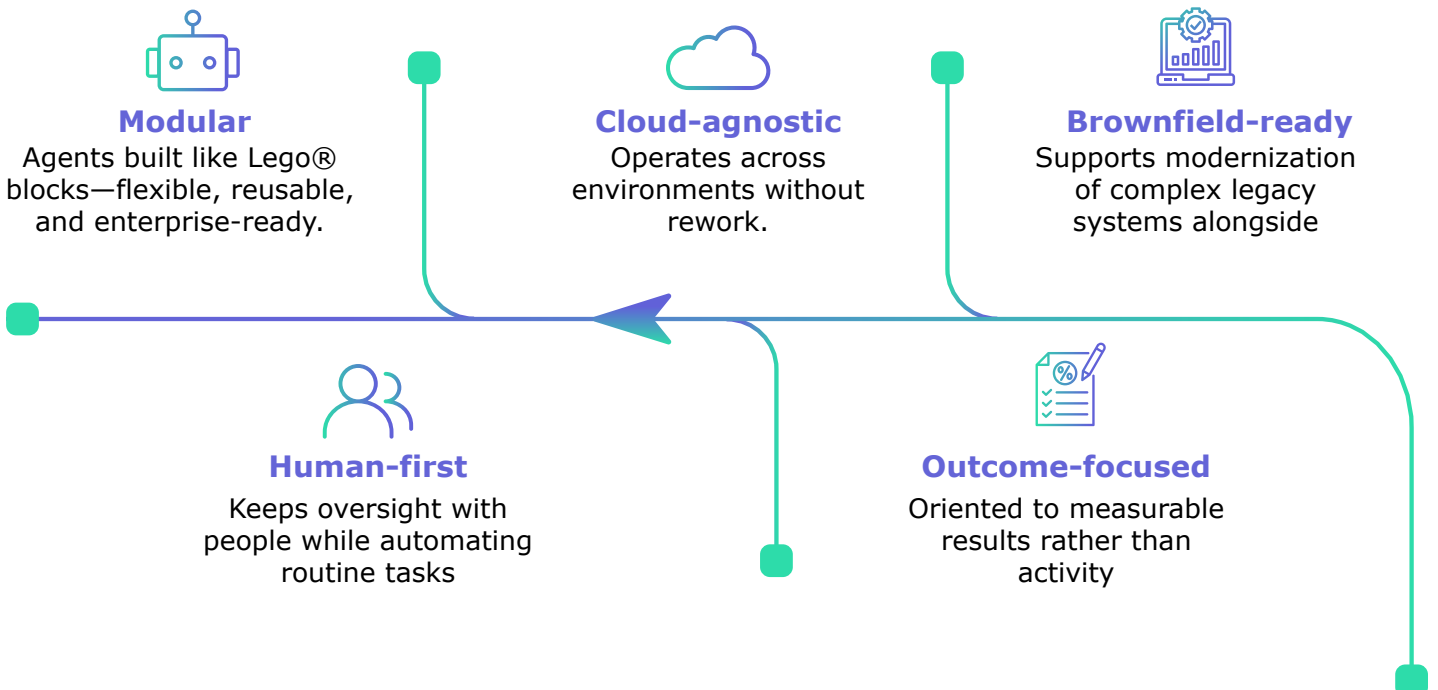 Modular
Agents built like Lego®
blocks—flexible, reusable,
and enterprise-ready.
Cloud-agnostic
Operates across
environments without
rework.
Brownfield-ready
Supports modernization
of complex legacy
systems alongside
Human-first
Keeps oversight with
people while automating
routine tasks
Outcome-focused
Oriented to measurable
results rather than
activity
%